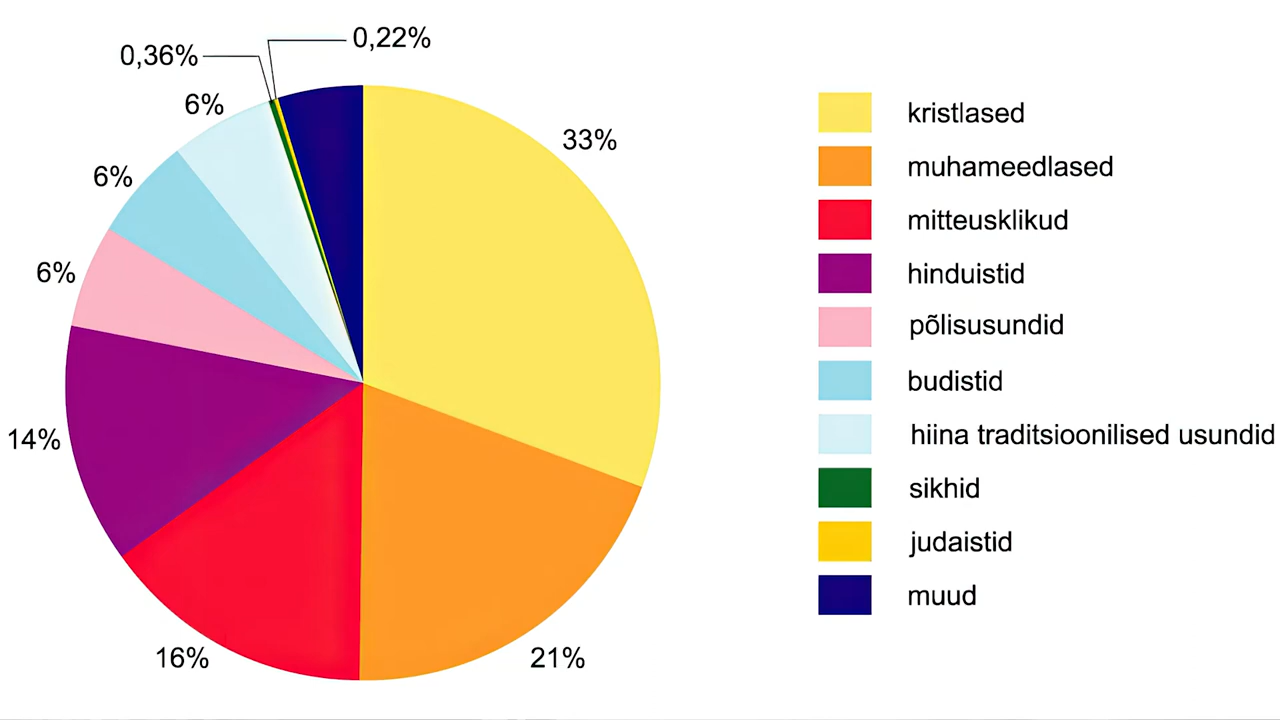 0,36%
0,22%
6%
33%
6%
6%
14%
16%
21%
kristlased
muhameedlased
mitteusklikud
hinduistid
põlisusundid
budistid
hiina traditsioonilised usundid
sikhid
judaistid
muud